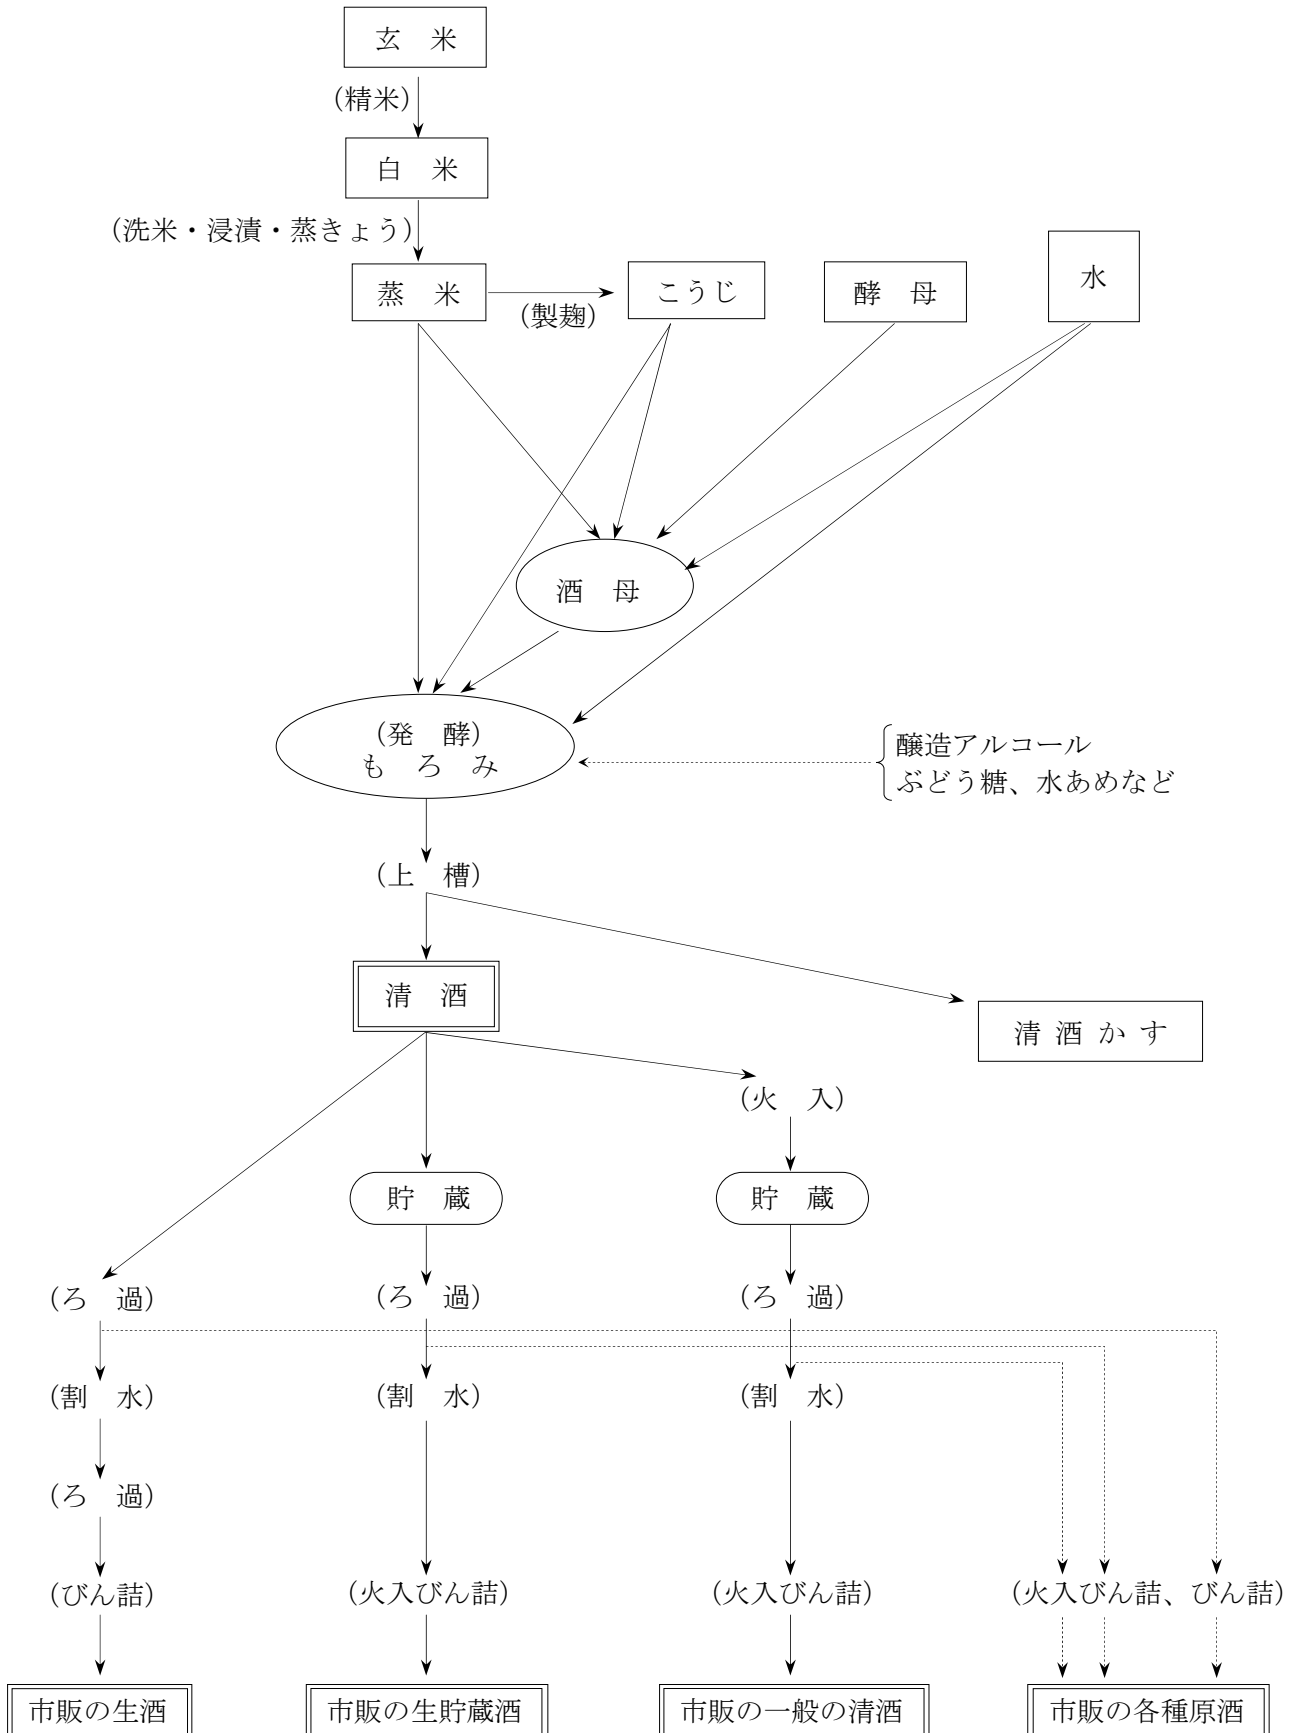 玄　米
（精米）
白　米
（洗米・浸漬・蒸きょう）
蒸　米
（製麹）
こうじ
酵　母
水
酒　母
（発　酵）
も　ろ　み
醸造アルコール
ぶどう糖、水あめなど
（上　槽）
清　酒
清 酒 か す
（火　入）
貯　蔵
貯　蔵
（ろ　過）
（ろ　過）
（ろ　過）
（割　水）
（割　水）
（割　水）
（ろ　過）
（びん詰）
（火入びん詰）
（火入びん詰）
（火入びん詰、びん詰）
市販の生酒
市販の生貯蔵酒
市販の一般の清酒
市販の各種原酒